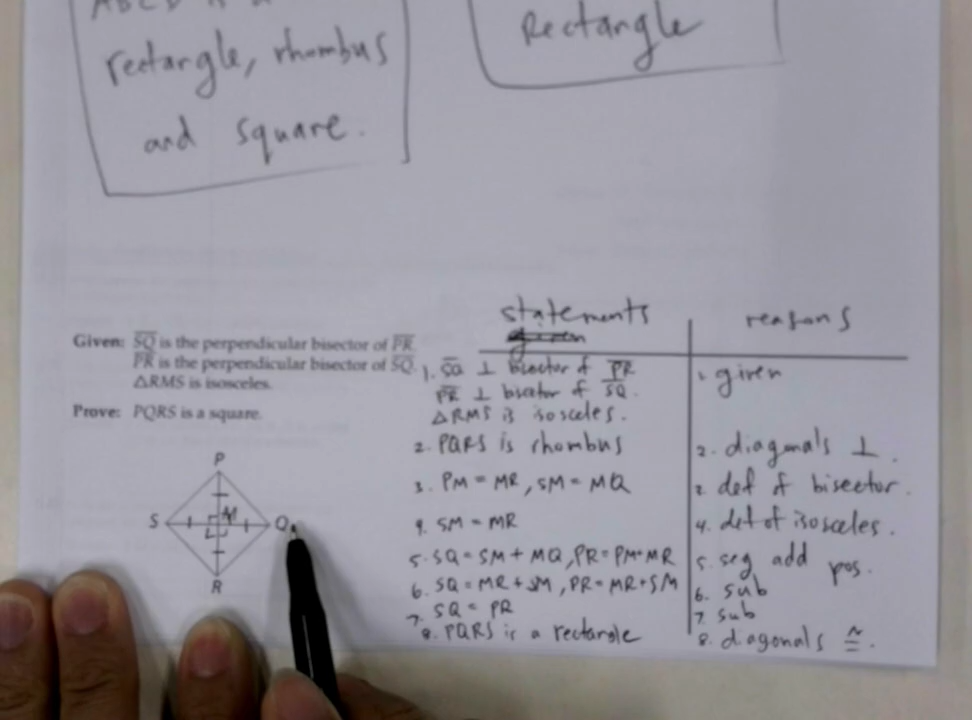 ABCD is a
rectangle, rhombus
and square.
Rectangle
Given: SQ is the perpendicular bisector of PR.
PR is the perpendicular bisector of SQ.
△RMS is isosceles.
Prove: PQRS is a square.
P
S
M
Q
R
statements
reasons
1. SQ ⊥ bisector of PR
PR ⊥ bisector of SQ.
△RMS is isosceles.
1. given
2. PQRS is rhombus
2. diagonals ⊥.
3. PM = MR, SM = MQ
3. def of bisector.
4. SM = MR
4. def of isosceles.
5. SQ = SM + MQ, PR = PM + MR
5. seg add pos.
6. SQ = MR + SM, PR = MR + SM
6. sub
7. SQ = PR
7. sub
8. PQRS is a rectangle
8. diagonals ≅.